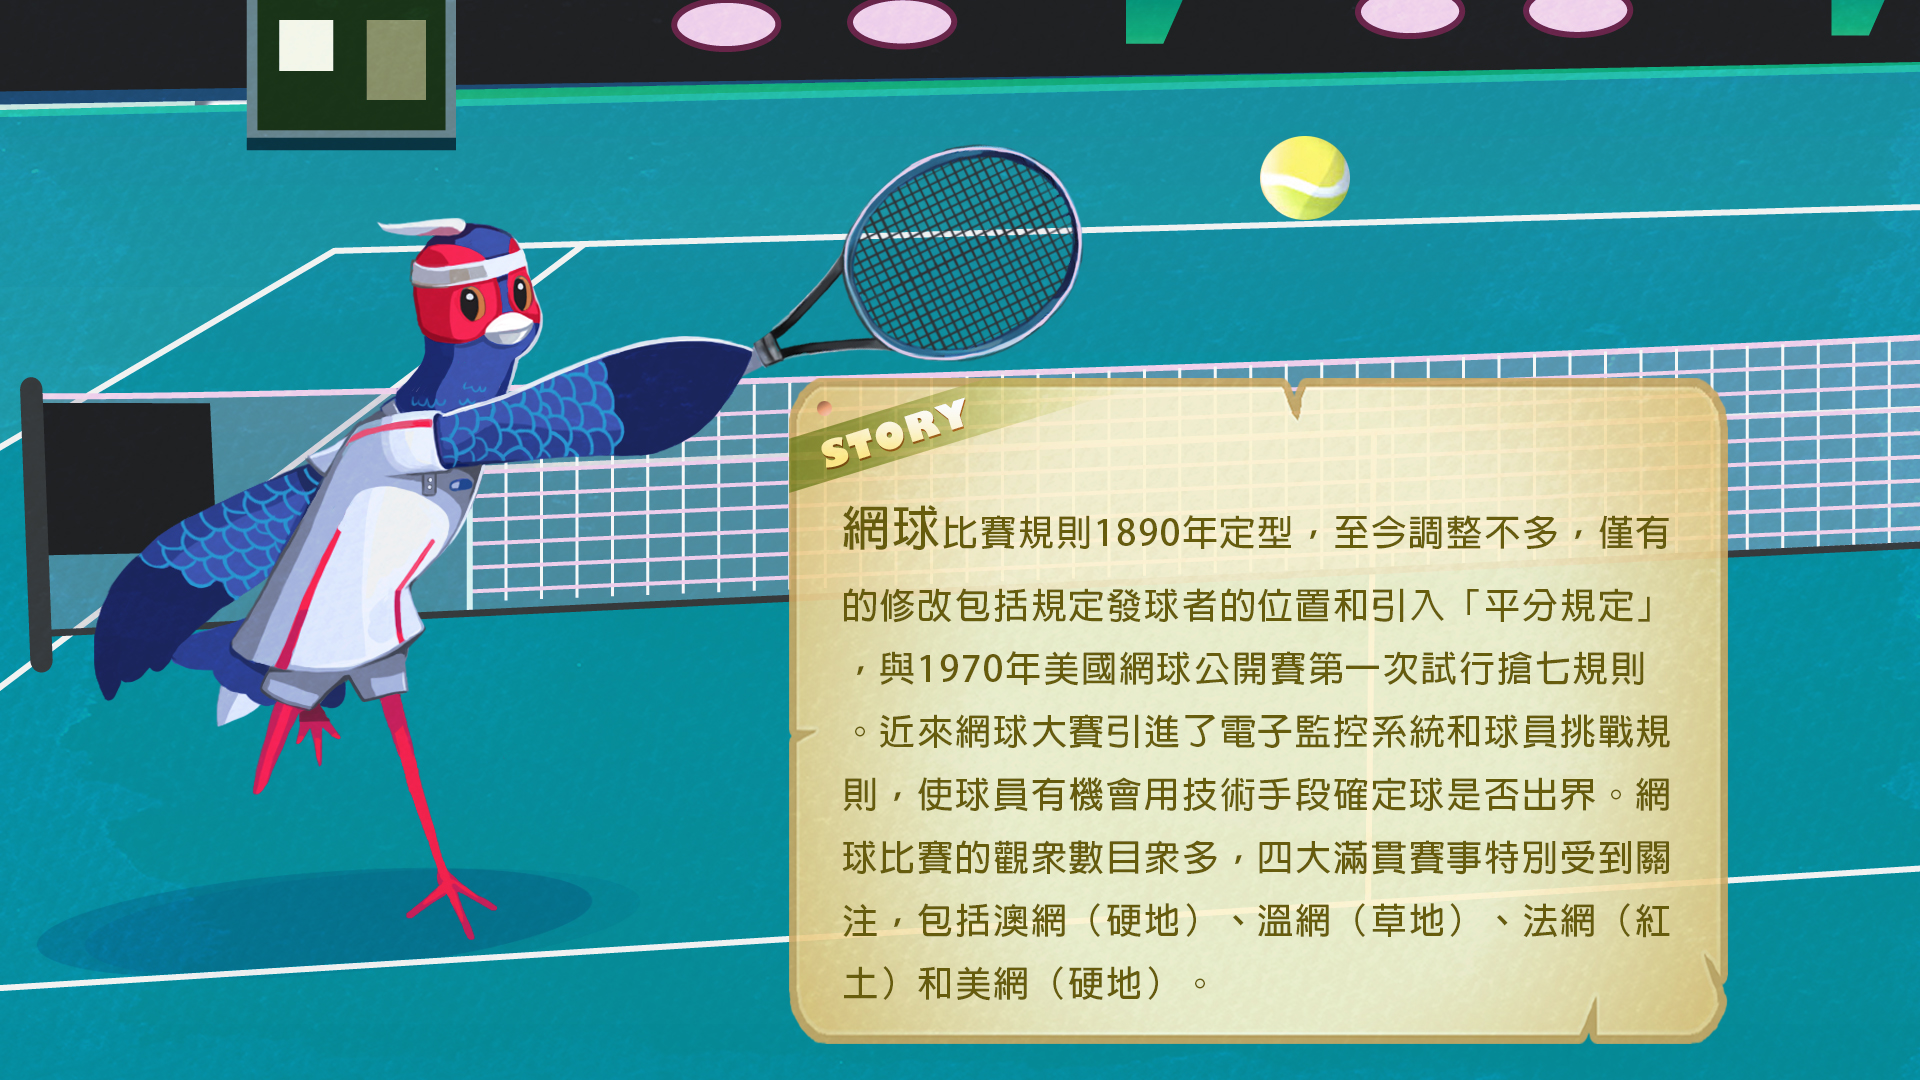 STORY
網球比賽規則1890年定型，至今調整不多，僅有
的修改包括規定發球者的位置和引入「平分規定」
，與1970年美國網球公開賽第一次試行搶七規則
。近來網球大賽引進了電子監控系統和球員挑戰規
則，使球員有機會用技術手段確定球是否出界。網
球比賽的觀眾數目眾多，四大滿貫賽事特別受到關
注，包括澳網（硬地）、溫網（草地）、法網（紅
土）和美網（硬地）。